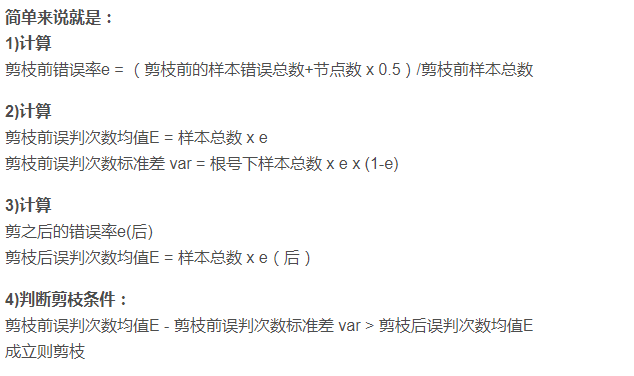 简单来说就是：
1)计算
剪枝前错误率e = （剪枝前的样本错误总数+节点数 x 0.5）/剪枝前样本总数
2)计算
剪枝前误判次数均值E = 样本总数 x e
剪枝前误判次数标准差 var = 根号下样本总数 x e x (1-e)
3)计算
剪之后的错误率e(后)
剪枝后误判次数均值E = 样本总数 x e（后）
4)判断剪枝条件：
剪枝前误判次数均值E - 剪枝前误判次数标准差 var > 剪枝后误判次数均值E
成立则剪枝